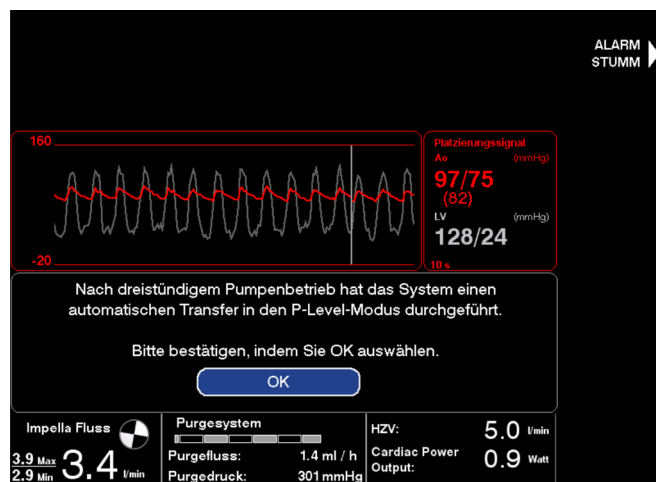 ALARM
STUMM
160
-20
Platzierungssignal
Ao (mmHg)
97/75
(82)
LV (mmHg)
128/24
10 s
Nach dreistündigem Pumpenbetrieb hat das System einen
automatischen Transfer in den P-Level-Modus durchgeführt.
Bitte bestätigen, indem Sie OK auswählen.
OK
Impella Fluss
3.9 Max
2.9 Min
3.4 l/min
Purgesystem
Purgefluss: 1.4 ml / h
Purgedruck: 301 mmHg
HZV: 5.0 l/min
Cardiac Power
Output: 0.9 Watt